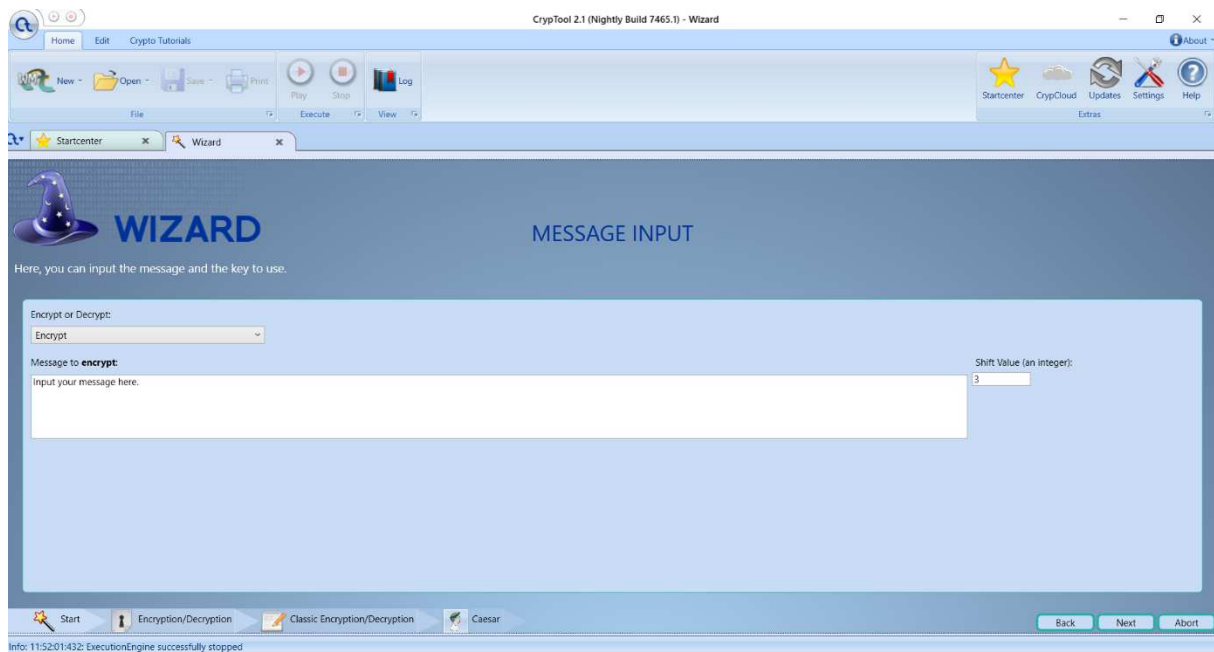 CrypTool 2.1 (Nightly Build 7465.1) - Wizard
Home Edit Crypto Tutorials About
New Open Save Print Play Stop Log Startcenter CrypCloud Updates Settings Help
File Execute View Extras
Startcenter Wizard
WIZARD
MESSAGE INPUT
Here, you can input the message and the key to use.
Encrypt or Decrypt:
Encrypt
Message to encrypt: Shift Value (an integer):
Input your message here. 3
Start Encryption/Decryption Classic Encryption/Decryption Caesar Back Next Abort
Info: 11:52:01:432: ExecutionEngine successfully stopped